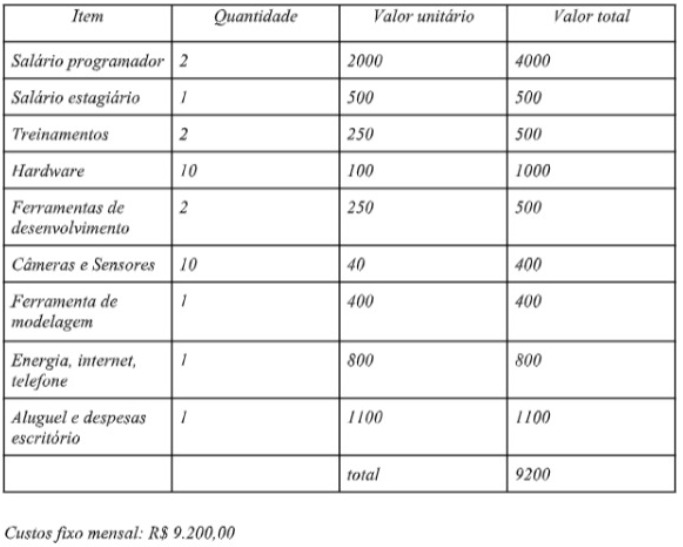 Item Quantidade Valor unitário Valor total
Salário programador 2 2000 4000
Salário estagiário 1 500 500
Treinamentos 2 250 500
Hardware 10 100 1000
Ferramentas de 2 250 500
desenvolvimento
Câmeras e Sensores 10 40 400
Ferramenta de 1 400 400
modelagem
Energia, internet, 1 800 800
telefone
Aluguel e despesas 1 1100 1100
escritório
total 9200
Custos fixo mensal: R$ 9.200,00